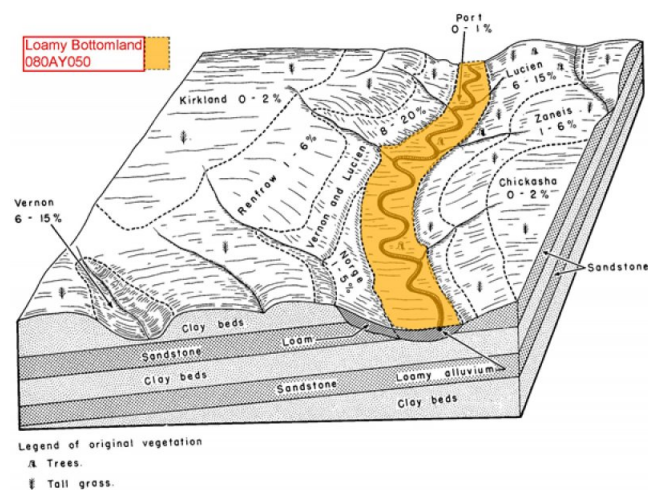 Port
0 - 1%
Loamy Bottomland
080AY050
Lucien
6 - 15%
Kirkland 0 - 2%
8 - 20%
Zaneis
1 - 6%
Renfrow 1 - 6%
Vernon and Lucien
Chickasha
0 - 2%
Vernon
6 - 15%
Norge
Sandstone
Clay beds
Loam
Sandstone
Clay beds
Loamy alluvium
Sandstone
Clay beds
Legend of original vegetation
Trees.
Tall grass.